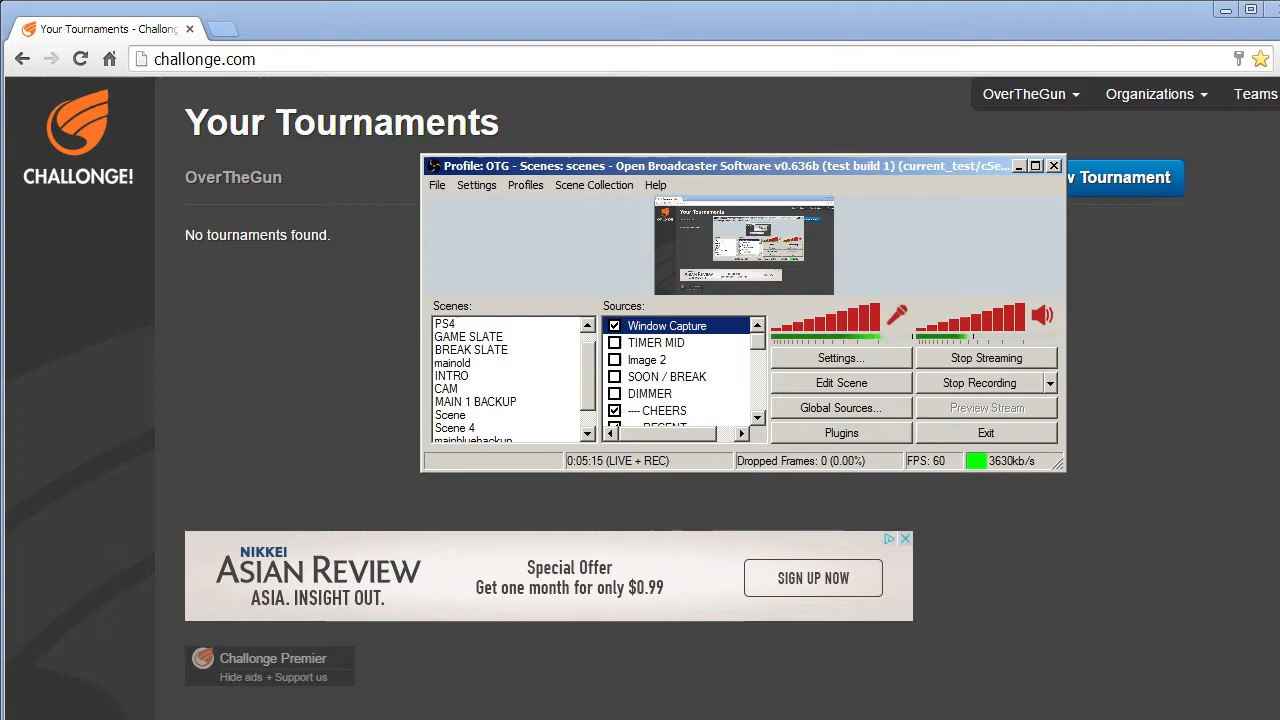 Your Tournaments - Challong
challonge.com
OverTheGun
Organizations
Teams
CHALLONGE!
Your Tournaments
OverTheGun
Tournament
No tournaments found.
Profile: OTG - Scenes: scenes - Open Broadcaster Software v0.636b (test build 1) (current_test/c5e...
File Settings Profiles Scene Collection Help
Scenes:
PS4
GAME SLATE
BREAK SLATE
mainold
INTRO
CAM
MAIN 1 BACKUP
Scene
Scene 4
mainbluebackup
Sources:
Window Capture
TIMER MID
Image 2
SOON / BREAK
DIMMER
---- CHEERS
---- RECENT
Settings...
Stop Streaming
Edit Scene
Stop Recording
Global Sources...
Preview Stream
Plugins
Exit
0:05:15 (LIVE + REC)
Dropped Frames: 0 (0.00%)
FPS: 60
3630kb/s
NIKKEI
ASIAN REVIEW
ASIA. INSIGHT OUT.
Special Offer
Get one month for only $0.99
SIGN UP NOW
Challonge Premier
Hide ads + Support us